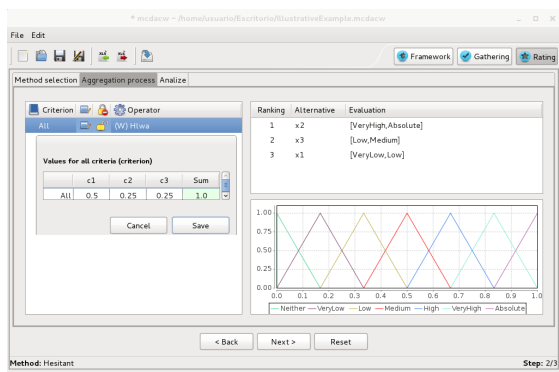 * mcdacw - /home/usuario/Escritorio/IllustrativeExample.mcdacw
File Edit
Framework Gathering Rating
Method selection Aggregation process Analize
Criterion Operator
All (W) Hlwa
Values for all criteria (criterion)
c1 c2 c3 Sum
All 0.5 0.25 0.25 1.0
Cancel Save
Ranking Alternative Evaluation
1 x2 [VeryHigh,Absolute]
2 x3 [Low,Medium]
3 x1 [VeryLow,Low]
1.00
0.75
0.50
0.25
0.00
0.0 0.1 0.2 0.3 0.4 0.5 0.6 0.7 0.8 0.9 1.0
Neither VeryLow Low Medium High VeryHigh Absolute
< Back Next > Reset
Method: Hesitant Step: 2/3